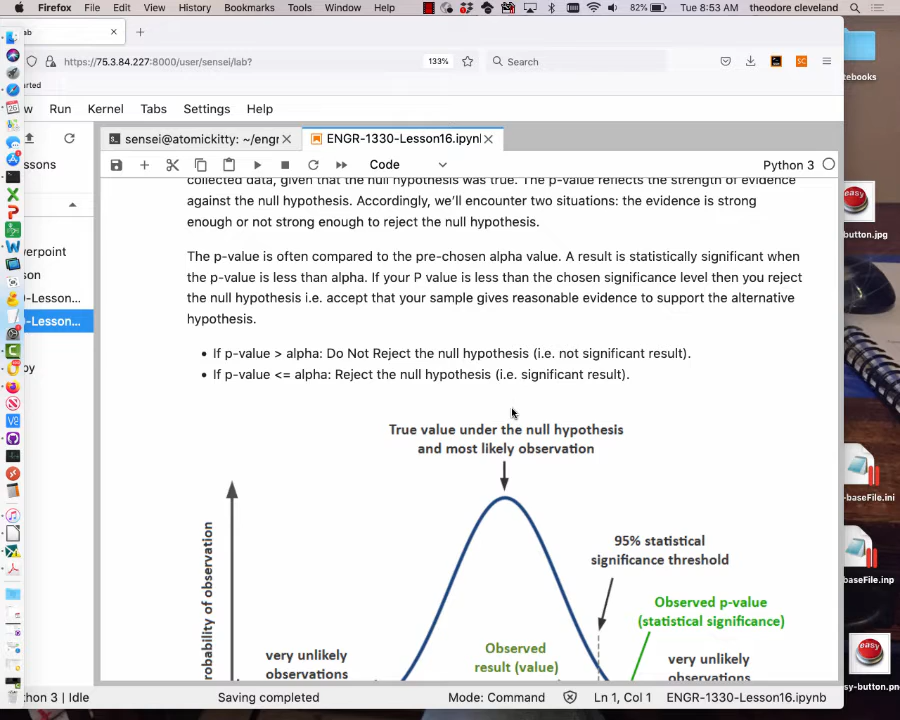 Firefox File Edit View History Bookmarks Tools Window Help 82% Tue 8:53 AM theodore cleveland
ab
https://75.3.84.227:8000/user/sensei/lab? 133% Search
rted
w Run Kernel Tabs Settings Help
sensei@atomickitty: ~/engr ENGR-1330-Lesson16.ipynb
Code Python 3
ssons
verpoint
son
-Lesson...
-Lesson...
by
collected data, given that the null hypothesis was true. The p-value reflects the strength of evidence
against the null hypothesis. Accordingly, we'll encounter two situations: the evidence is strong
enough or not strong enough to reject the null hypothesis.
The p-value is often compared to the pre-chosen alpha value. A result is statistically significant when
the p-value is less than alpha. If your P value is less than the chosen significance level then you reject
the null hypothesis i.e. accept that your sample gives reasonable evidence to support the alternative
hypothesis.
• If p-value > alpha: Do Not Reject the null hypothesis (i.e. not significant result).
• If p-value <= alpha: Reject the null hypothesis (i.e. significant result).
True value under the null hypothesis
and most likely observation
95% statistical
significance threshold
Observed p-value
(statistical significance)
robability of observation
very unlikely
observations
Observed
result (value)
very unlikely
observations
thon 3 | Idle Saving completed Mode: Command Ln 1, Col 1 ENGR-1330-Lesson16.ipynb
otebooks
button.jpg
baseFile.ini
baseFile.inp
sy-button.pn